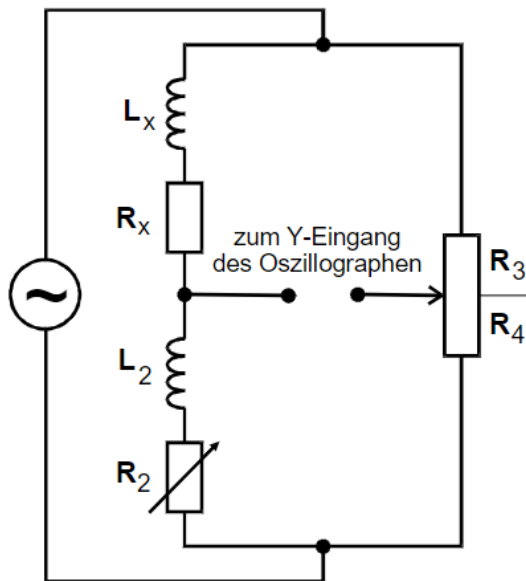 L x
R x
zum Y-Eingang
des Oszillographen
R 3
R 4
L 2
R 2
~